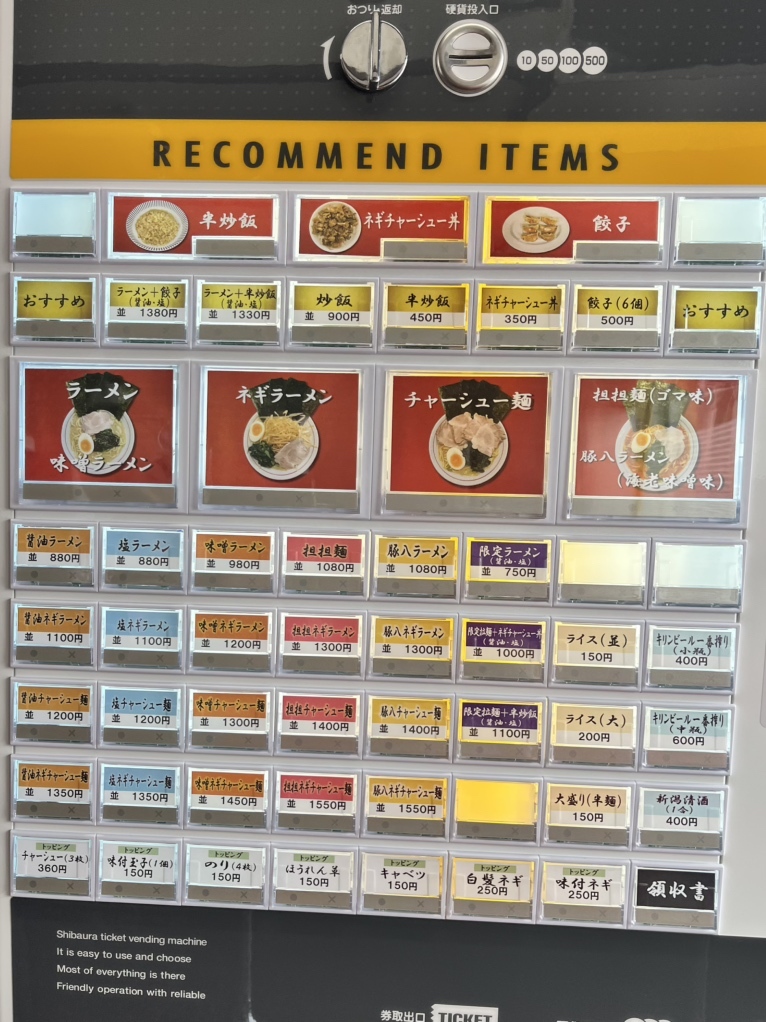 おつり返却 硬貨投入口
10 50 100 500
RECOMMEND ITEMS
半炒飯 ネギチャーシュー丼 餃子
おすすめ
ラーメン+餃子
(醤油・塩)
並 1380円
ラーメン+半炒飯
(醤油・塩)
並 1330円
炒飯
並 900円
半炒飯
450円
ネギチャーシュー丼
350円
餃子(6個)
500円
おすすめ
ラーメン
味噌ラーメン
ネギラーメン
チャーシュー麺
担担麺(ゴマ味)
豚八ラーメン
(海老味噌味)
醤油ラーメン
並 880円
塩ラーメン
並 880円
味噌ラーメン
並 980円
担担麺
並 1080円
豚八ラーメン
並 1080円
限定ラーメン
(醤油・塩)
並 750円
醤油ネギラーメン
並 1100円
塩ネギラーメン
並 1100円
味噌ネギラーメン
並 1200円
担担ネギラーメン
並 1300円
豚八ネギラーメン
並 1300円
限定拉麺+ネギチャーシュー丼
(醤油・塩)
並 1000円
ライス(並)
150円
キリンビール一番搾り
(小瓶)
400円
醤油チャーシュー麺
並 1200円
塩チャーシュー麺
並 1200円
味噌チャーシュー麺
並 1300円
担担チャーシュー麺
並 1400円
豚八チャーシュー麺
並 1400円
限定拉麺+半炒飯
(醤油・塩)
並 1100円
ライス(大)
200円
キリンビール一番搾り
(中瓶)
600円
醤油ネギチャーシュー麺
並 1350円
塩ネギチャーシュー麺
並 1350円
味噌ネギチャーシュー麺
並 1450円
担担ネギチャーシュー麺
並 1550円
豚八ネギチャーシュー麺
並 1550円
大盛り(半麺)
150円
新潟清酒
(1合)
400円
トッピング
チャーシュー(3枚)
360円
トッピング
味付玉子(1個)
150円
トッピング
のり(4枚)
150円
トッピング
ほうれん草
150円
トッピング
キャベツ
150円
トッピング
白髪ネギ
250円
トッピング
味付ネギ
250円
領収書
Shibaura ticket vending machine
It is easy to use and choose
Most of everything is there
Friendly operation with reliable
券取出口 TICKET